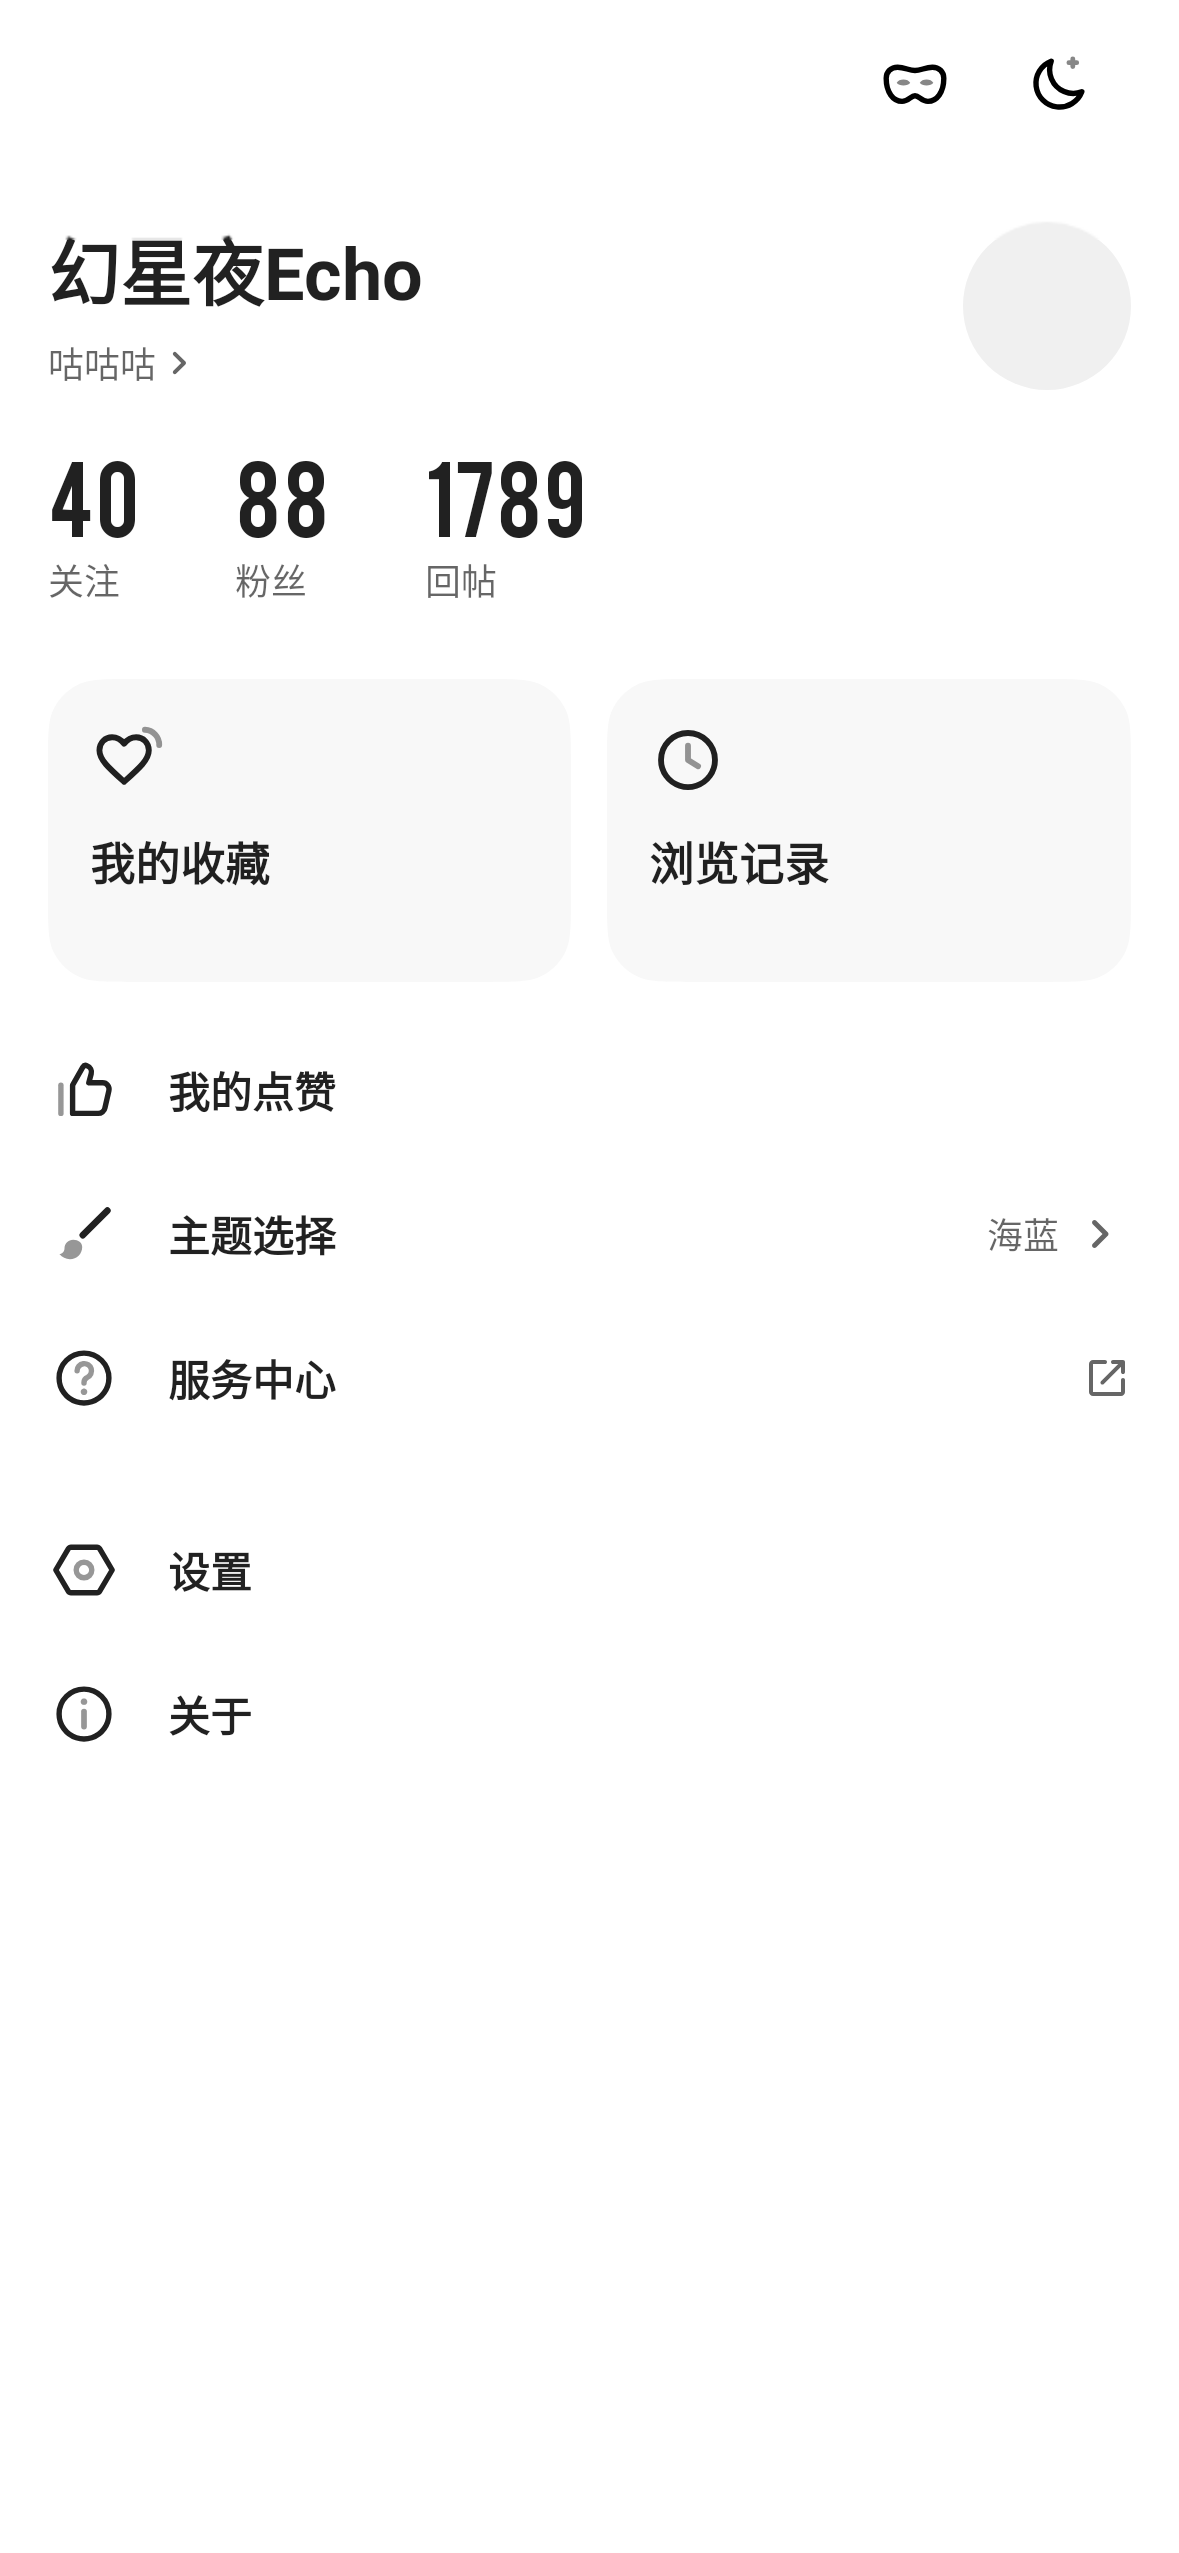 幻星夜Echo
咕咕咕
40 88 1789
关注 粉丝 回帖
我的收藏 浏览记录
我的点赞
主题选择 海蓝
服务中心
设置
关于